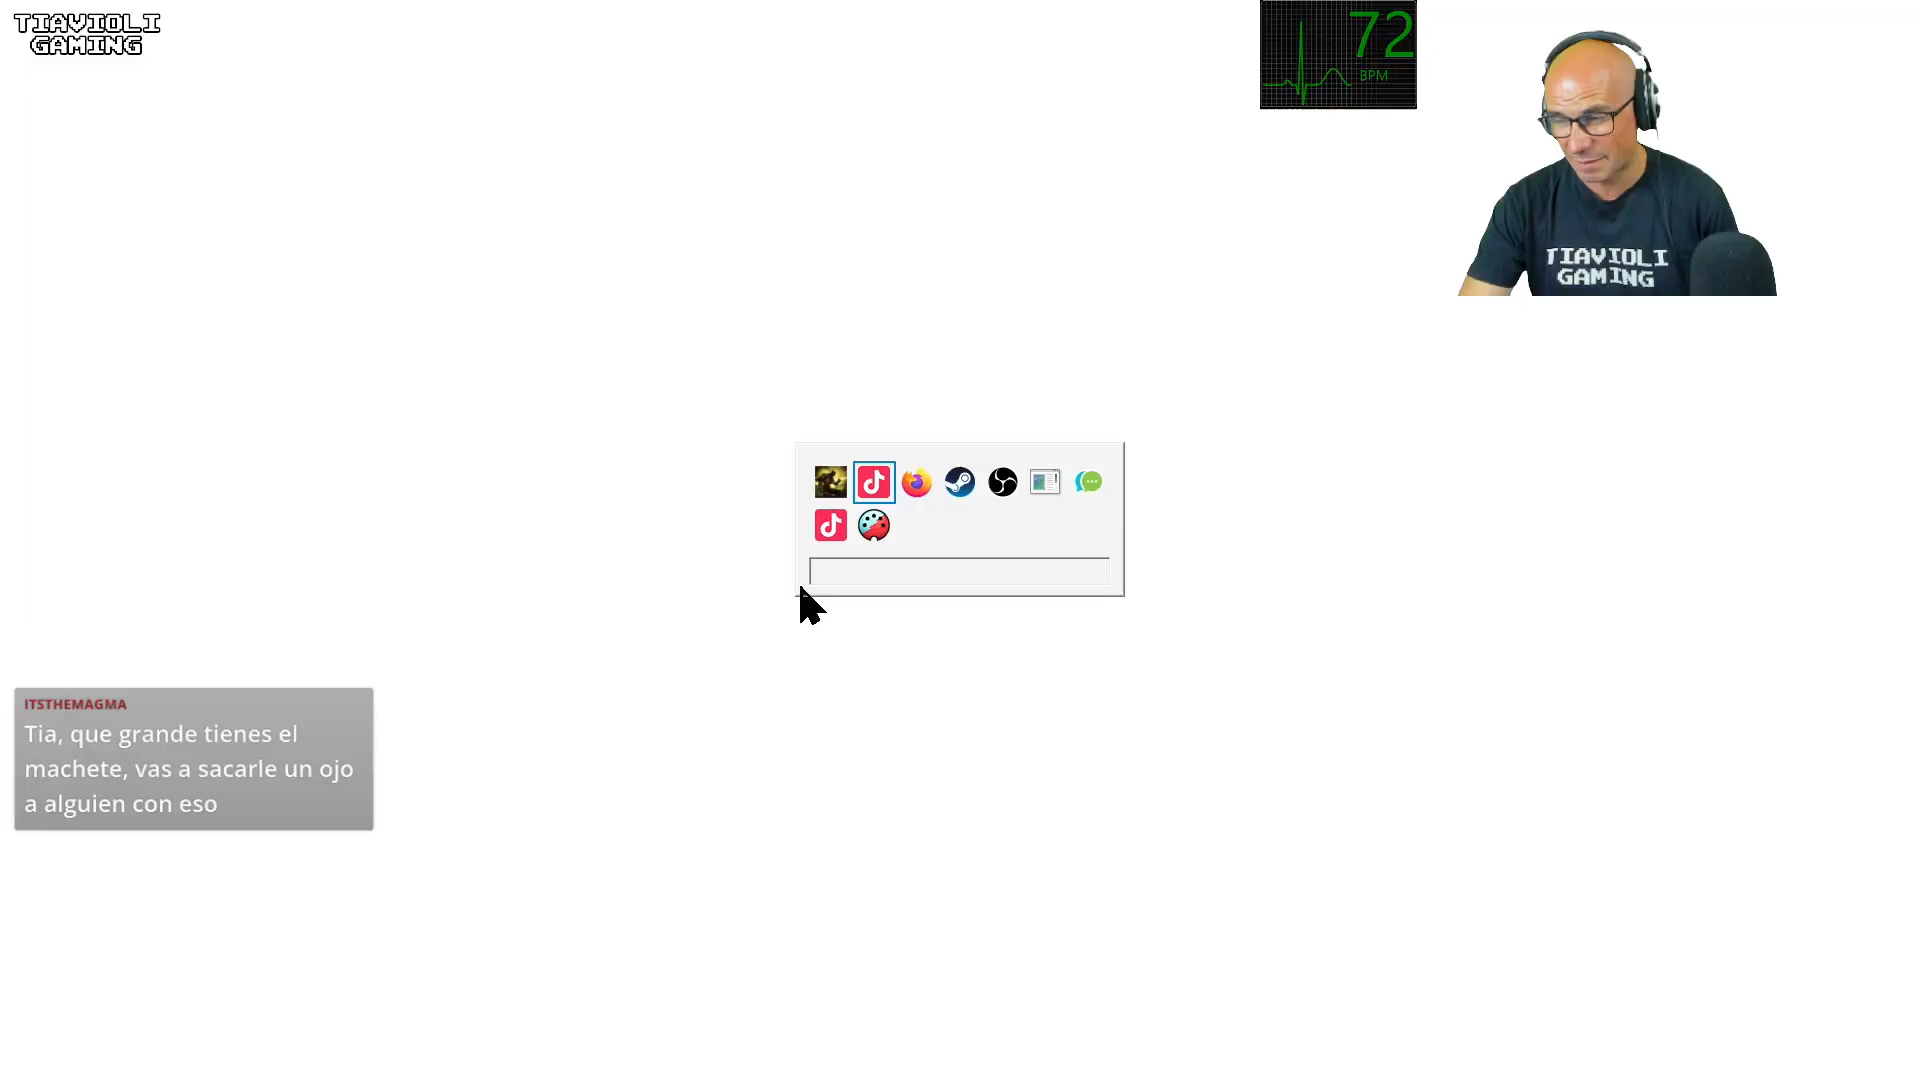 TIAVIOLI
GAMING
72
BPM
TIAVIOLI
GAMING
ITSTHEMAGMA
Tia, que grande tienes el
machete, vas a sacarle un ojo
a alguien con eso